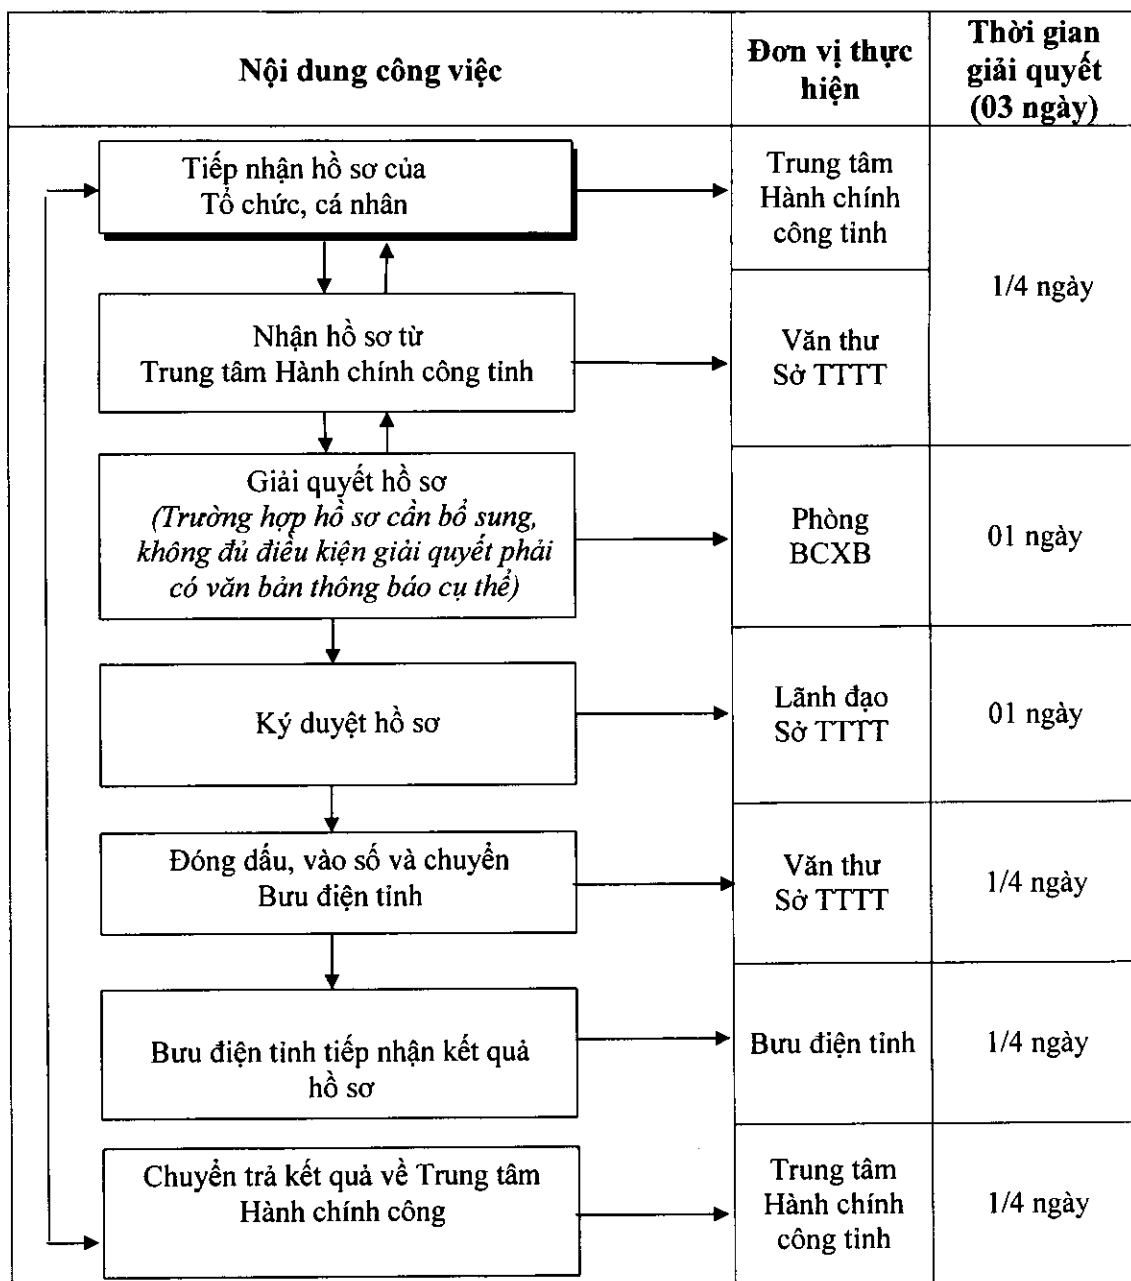 Nội dung công việc
Đơn vị thực
hiện
Thời gian
giải quyết
(03 ngày)
Tiếp nhận hồ sơ của
Tổ chức, cá nhân
Trung tâm
Hành chính
công tỉnh
1/4 ngày
Nhận hồ sơ từ
Trung tâm Hành chính công tỉnh
Văn thư
Sở TTTT
Giải quyết hồ sơ
(Trường hợp hồ sơ cần bổ sung,
không đủ điều kiện giải quyết phải
có văn bản thông báo cụ thể)
Phòng
BCXB
01 ngày
Ký duyệt hồ sơ
Lãnh đạo
Sở TTTT
01 ngày
Đóng dấu, vào số và chuyển
Bưu điện tỉnh
Văn thư
Sở TTTT
1/4 ngày
Bưu điện tỉnh tiếp nhận kết quả
hồ sơ
Bưu điện tỉnh
1/4 ngày
Chuyển trả kết quả về Trung tâm
Hành chính công
Trung tâm
Hành chính
công tỉnh
1/4 ngày